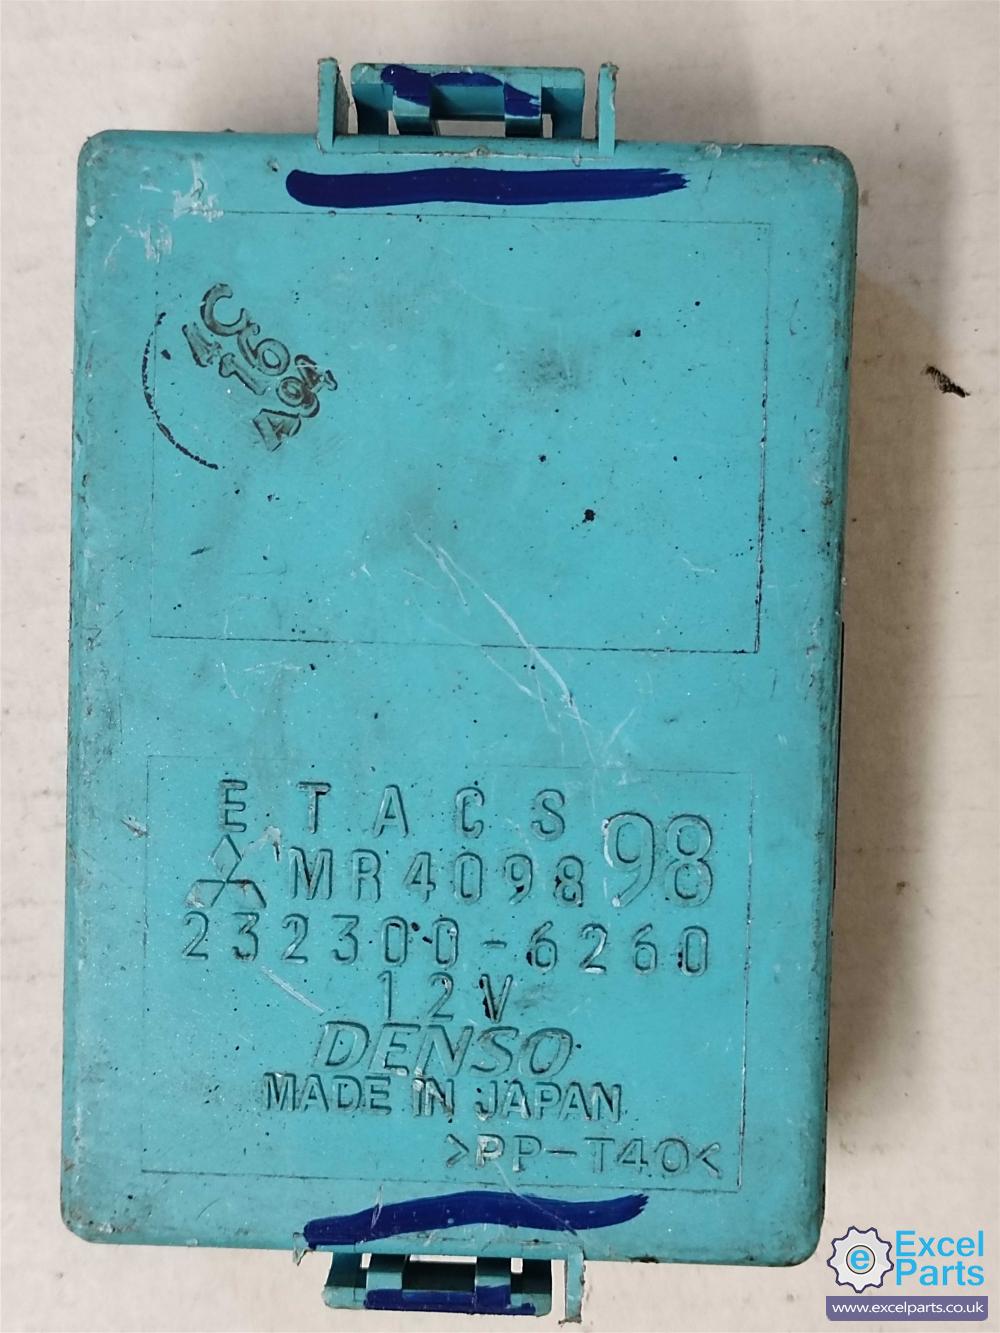 ETACS
MR409898
232300-6260
12V
DENSO
MADE IN JAPAN
>PP-T40<
e Excel
Parts
www.excelparts.co.uk